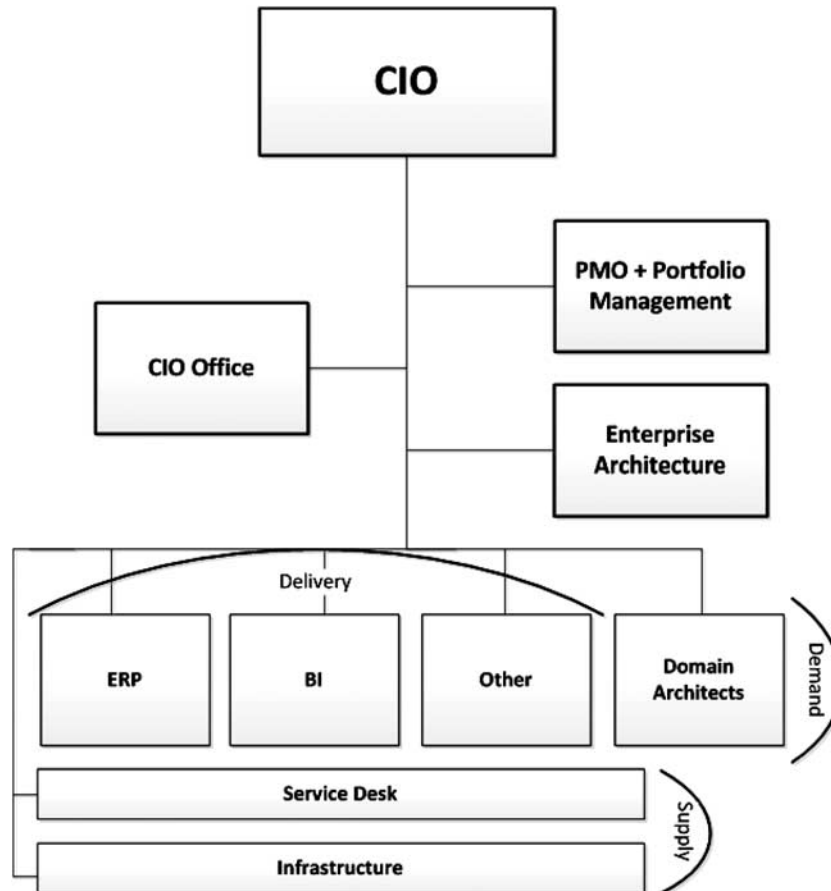 CIO
PMO + Portfolio
Management
CIO Office
Enterprise
Architecture
Delivery
ERP
BI
Other
Domain
Architects
Demand
Service Desk
Supply
Infrastructure